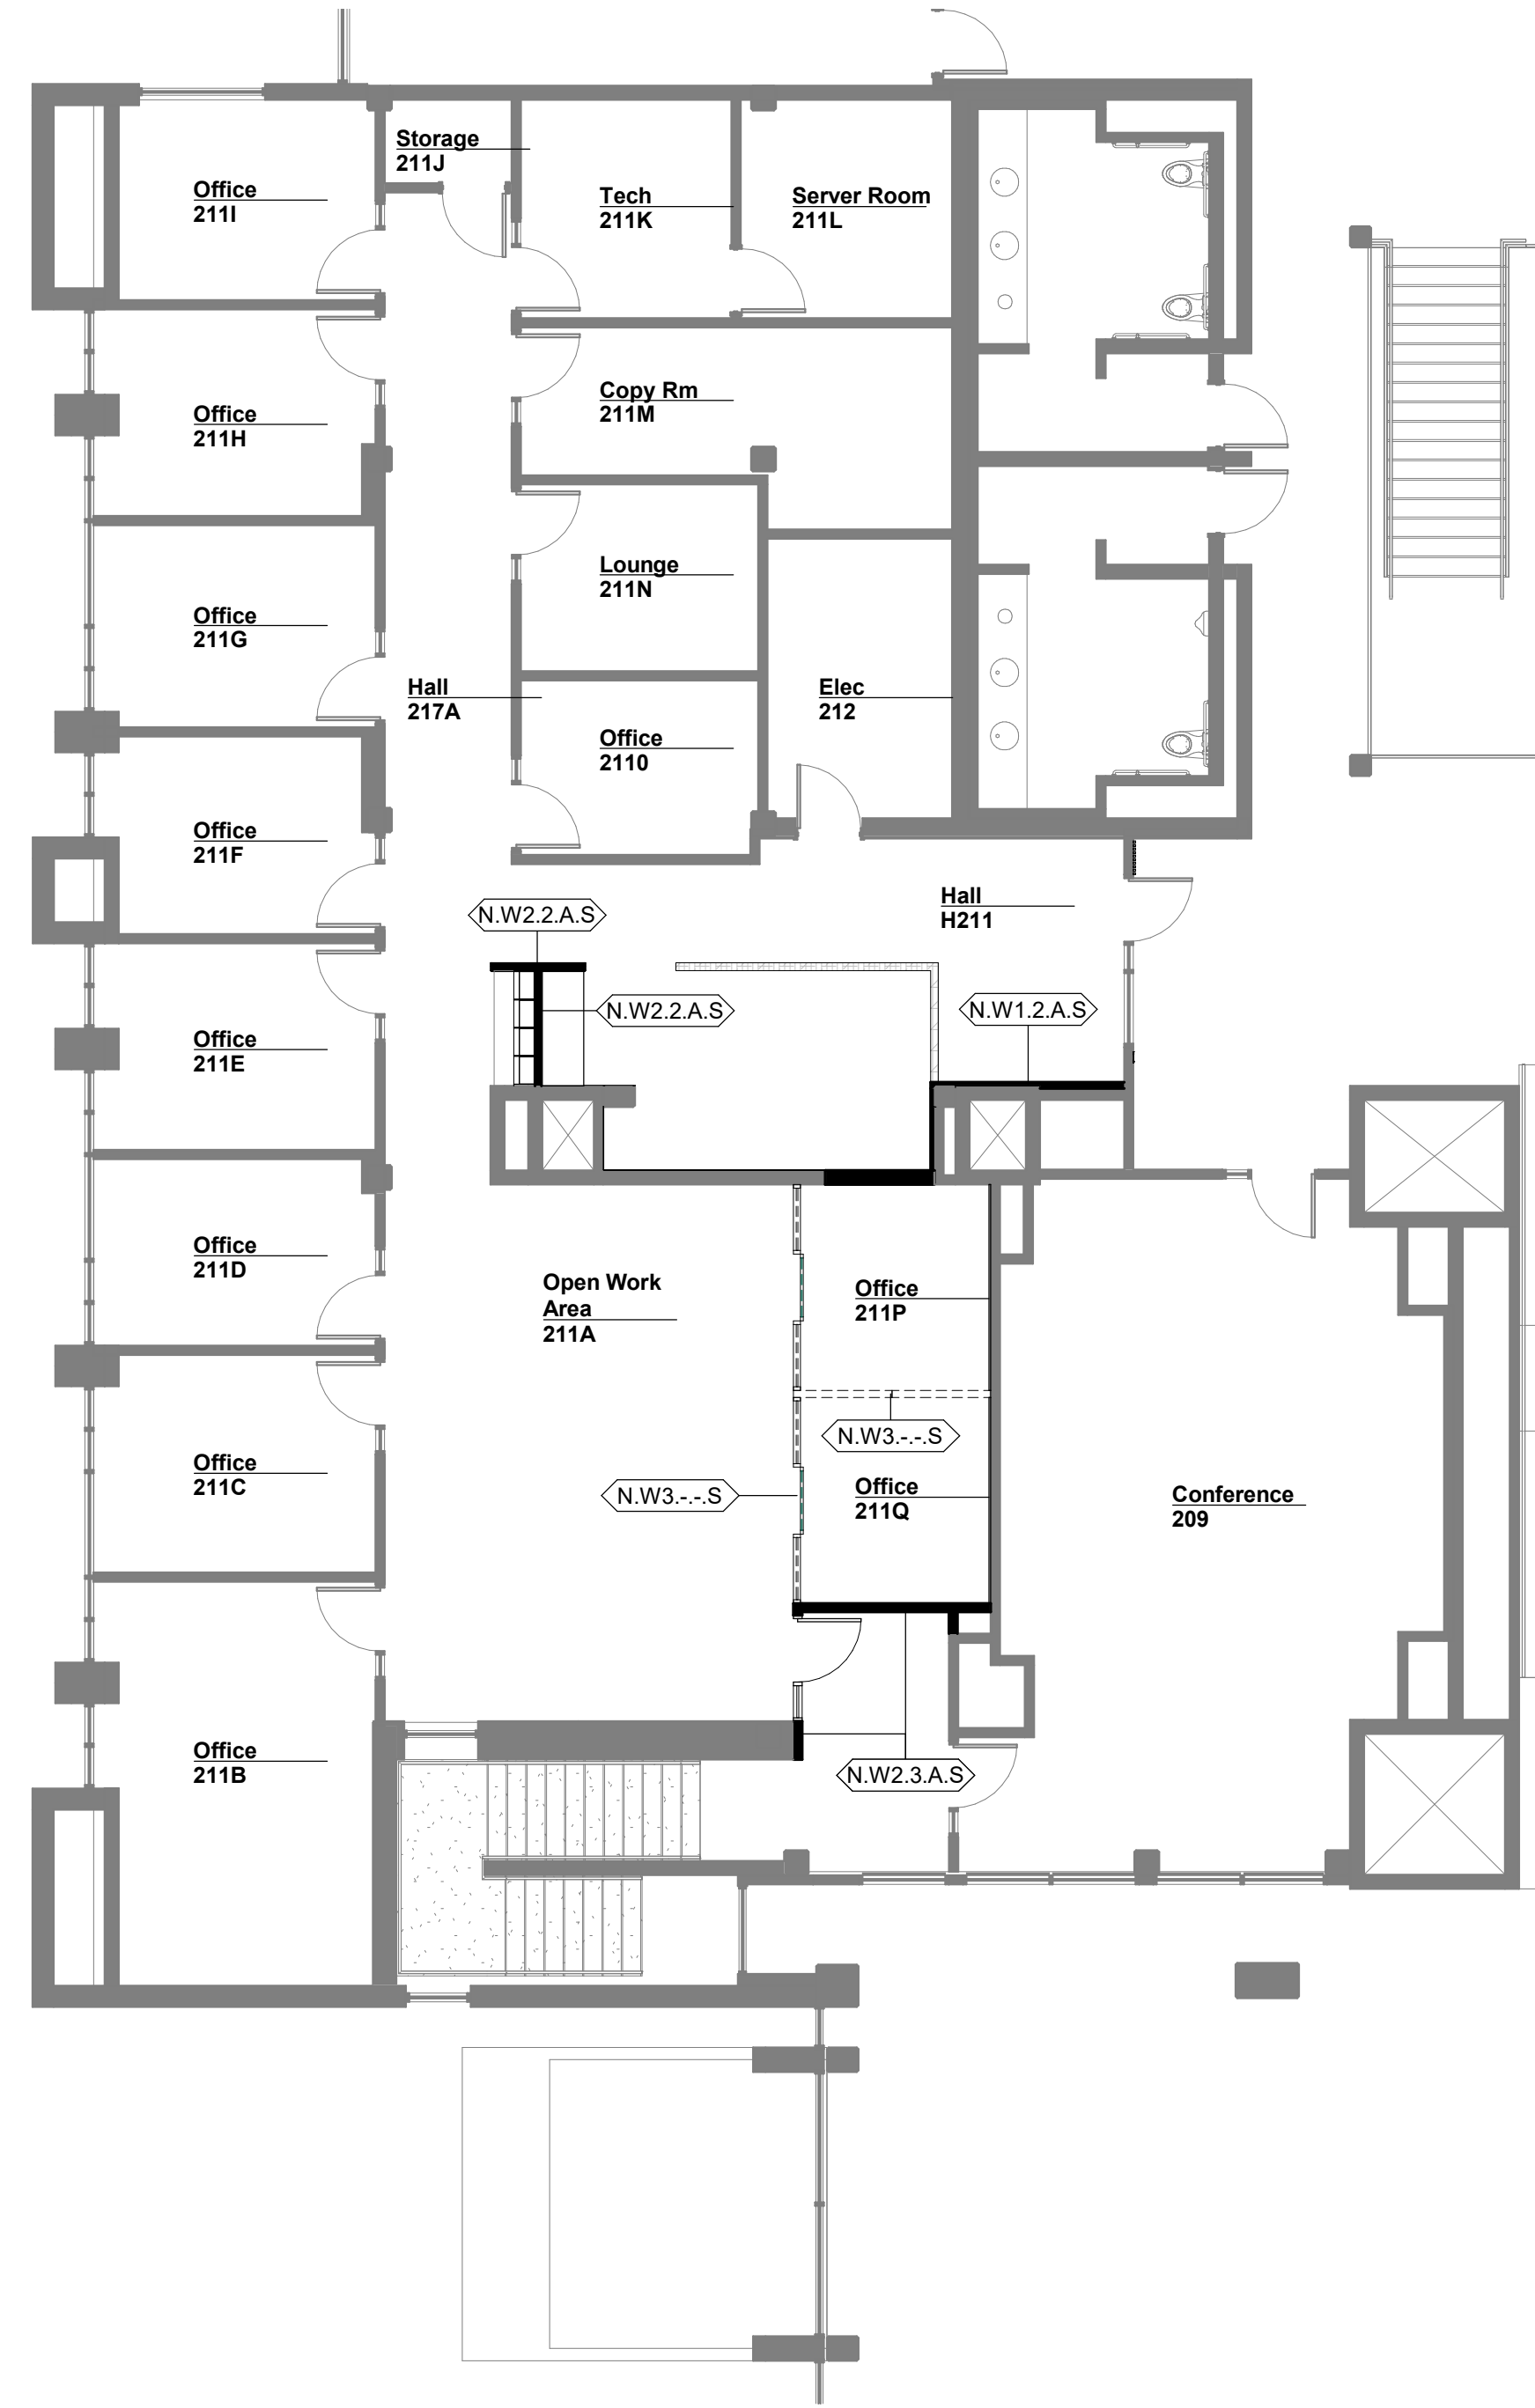 Storage
211J
Office
211I
Tech
211K
Server Room
211L
Copy Rm
211M
Office
211H
Lounge
211N
Office
211G
Hall
217A
Elec
212
Office
2110
Office
211F
Hall
H211
N.W2.2.A.S
N.W2.2.A.S
N.W1.2.A.S
Office
211E
Office
211D
Open Work
Area
211A
Office
211P
N.W3.-.-.S
Office
211C
N.W3.-.-.S
Office
211Q
Conference
209
Office
211B
N.W2.3.A.S